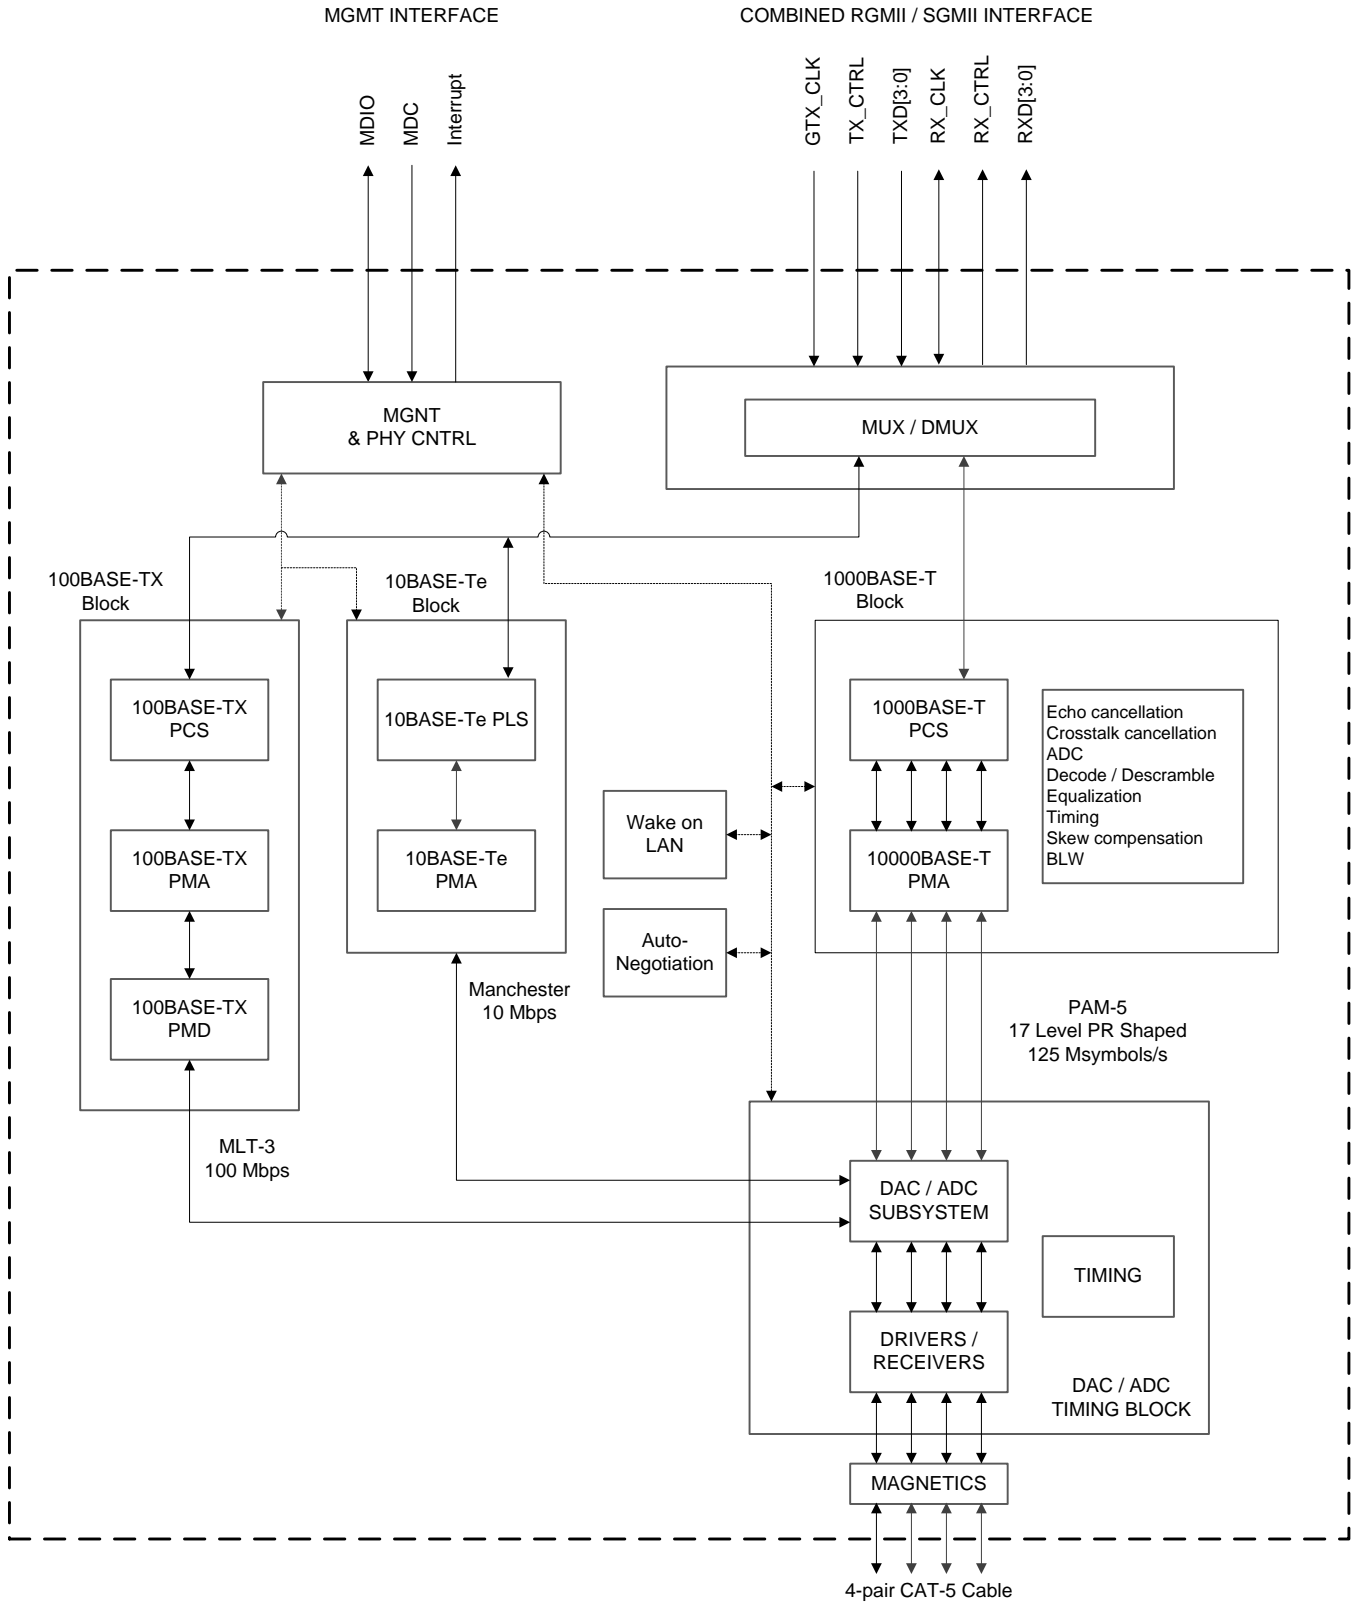 MGMT INTERFACE
COMBINED RGMII / SGMII INTERFACE
MDIO
MDC
Interrupt
GTX_CLK
TX_CTRL
TXD[3:0]
RX_CLK
RX_CTRL
RXD[3:0]
MGNT
& PHY CNTRL
MUX / DMUX
100BASE-TX
Block
10BASE-Te
Block
1000BASE-T
Block
100BASE-TX
PCS
10BASE-Te PLS
1000BASE-T
PCS
Echo cancellation
Crosstalk cancellation
ADC
Decode / Descramble
Equalization
Timing
Skew compensation
BLW
Wake on
LAN
100BASE-TX
PMA
10BASE-Te
PMA
10000BASE-T
PMA
Auto-
Negotiation
100BASE-TX
PMD
Manchester
10 Mbps
PAM-5
17 Level PR Shaped
125 Msymbols/s
MLT-3
100 Mbps
DAC / ADC
SUBSYSTEM
TIMING
DRIVERS /
RECEIVERS
DAC / ADC
TIMING BLOCK
MAGNETICS
4-pair CAT-5 Cable